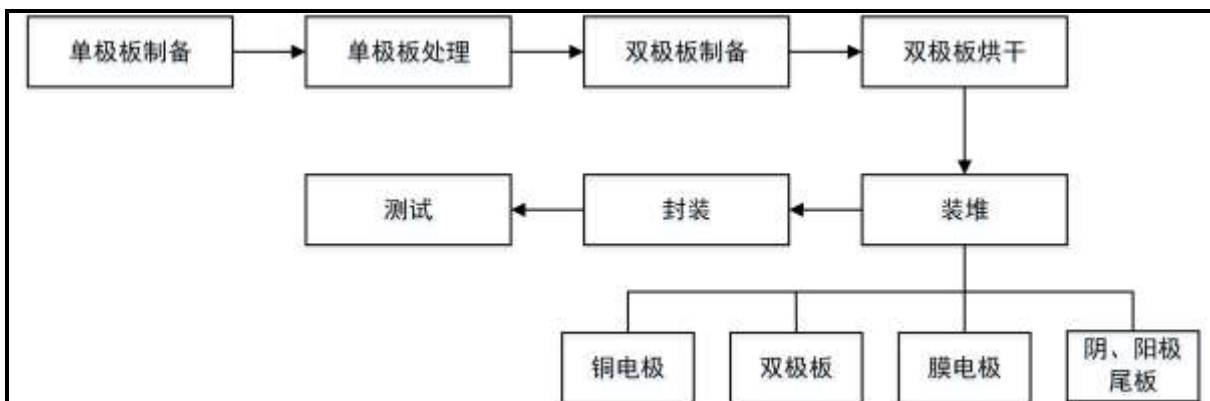 单极板制备
单极板处理
双极板制备
双极板烘干
测试
封装
装堆
铜电极
双极板
膜电极
阴、阳极
尾板